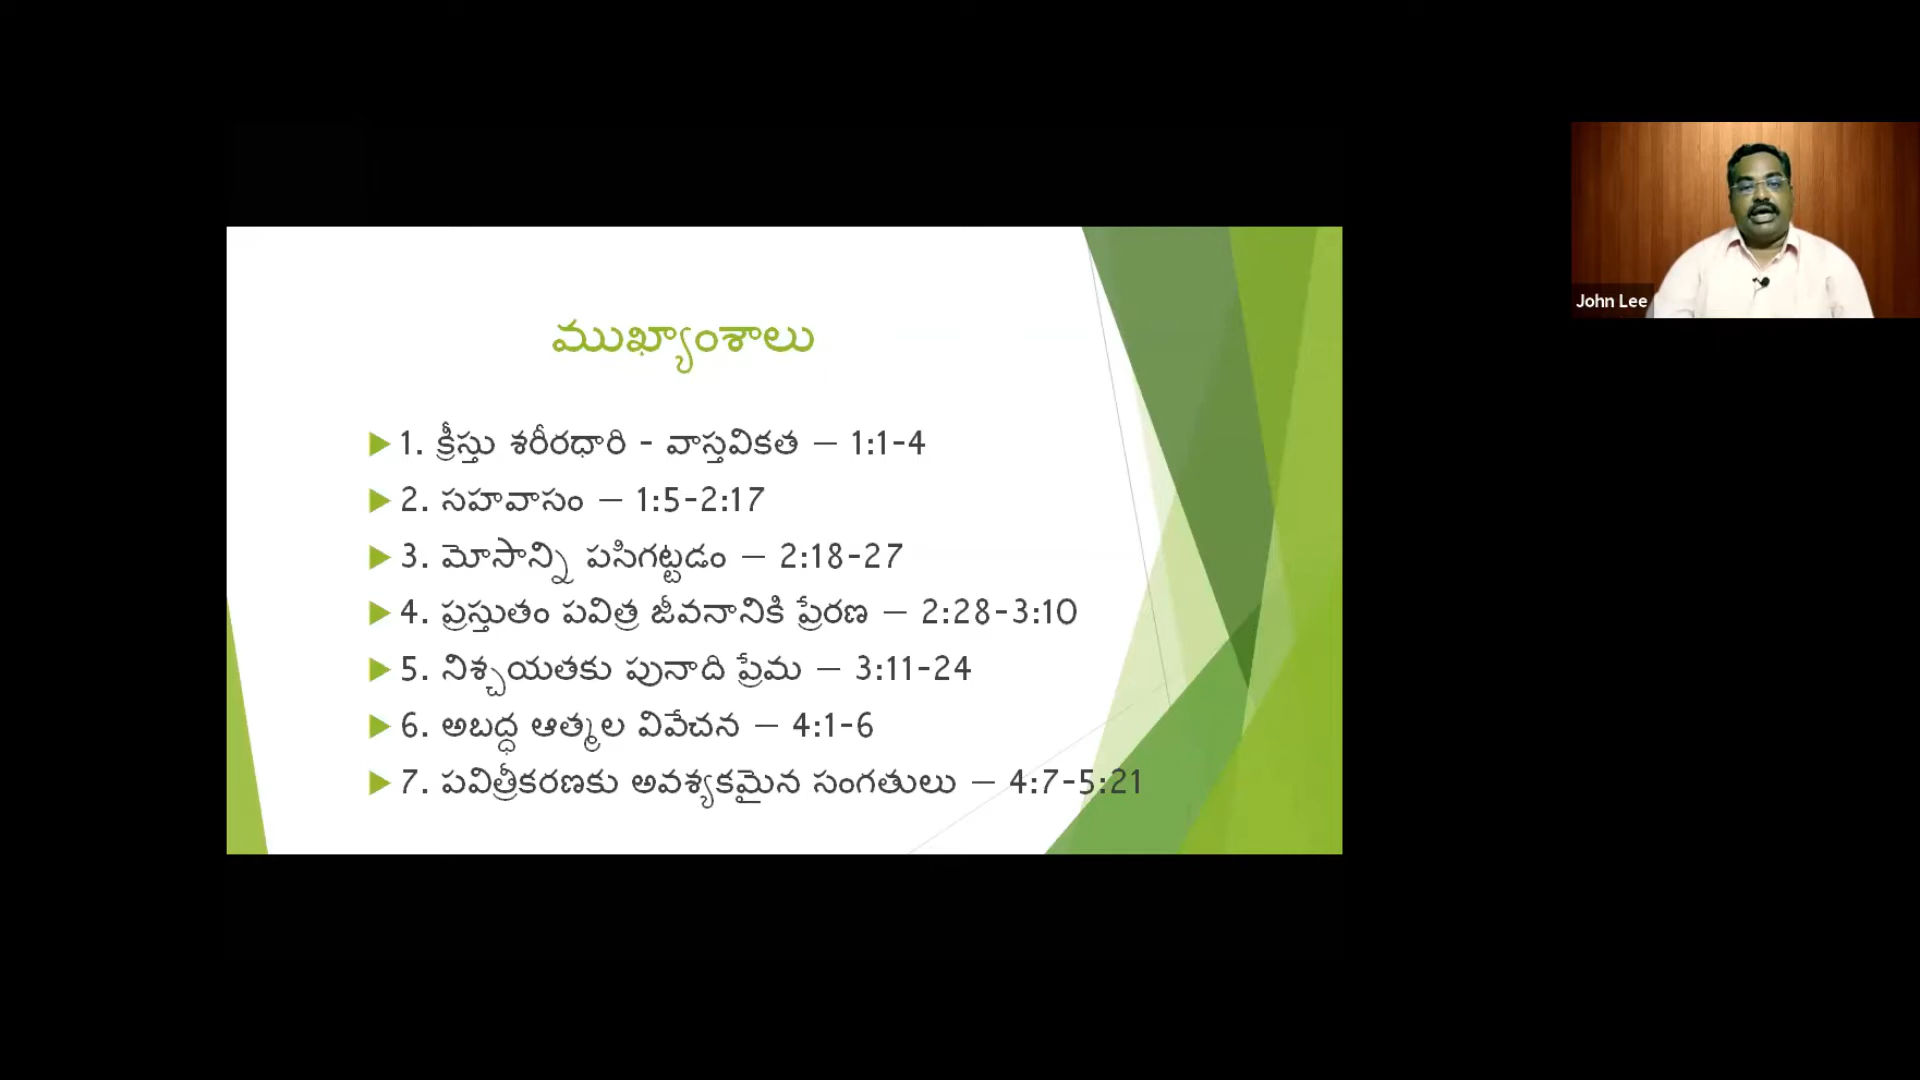 ముఖ్యాంశాలు
1. క్రీస్తు శరీరధారి - వాస్తవికత – 1:1-4
2. సహవాసం – 1:5-2:17
3. మోసాన్ని పసిగట్టడం – 2:18-27
4. ప్రస్తుతం పవిత్ర జీవనానికి ప్రేరణ – 2:28-3:10
5. నిశ్చయతకు పునాది ప్రేమ – 3:11-24
6. అబద్ధ ఆత్మల వివేచన – 4:1-6
7. పవిత్రీకరణకు అవశ్యకమైన సంగతులు – 4:7-5:21
John Lee